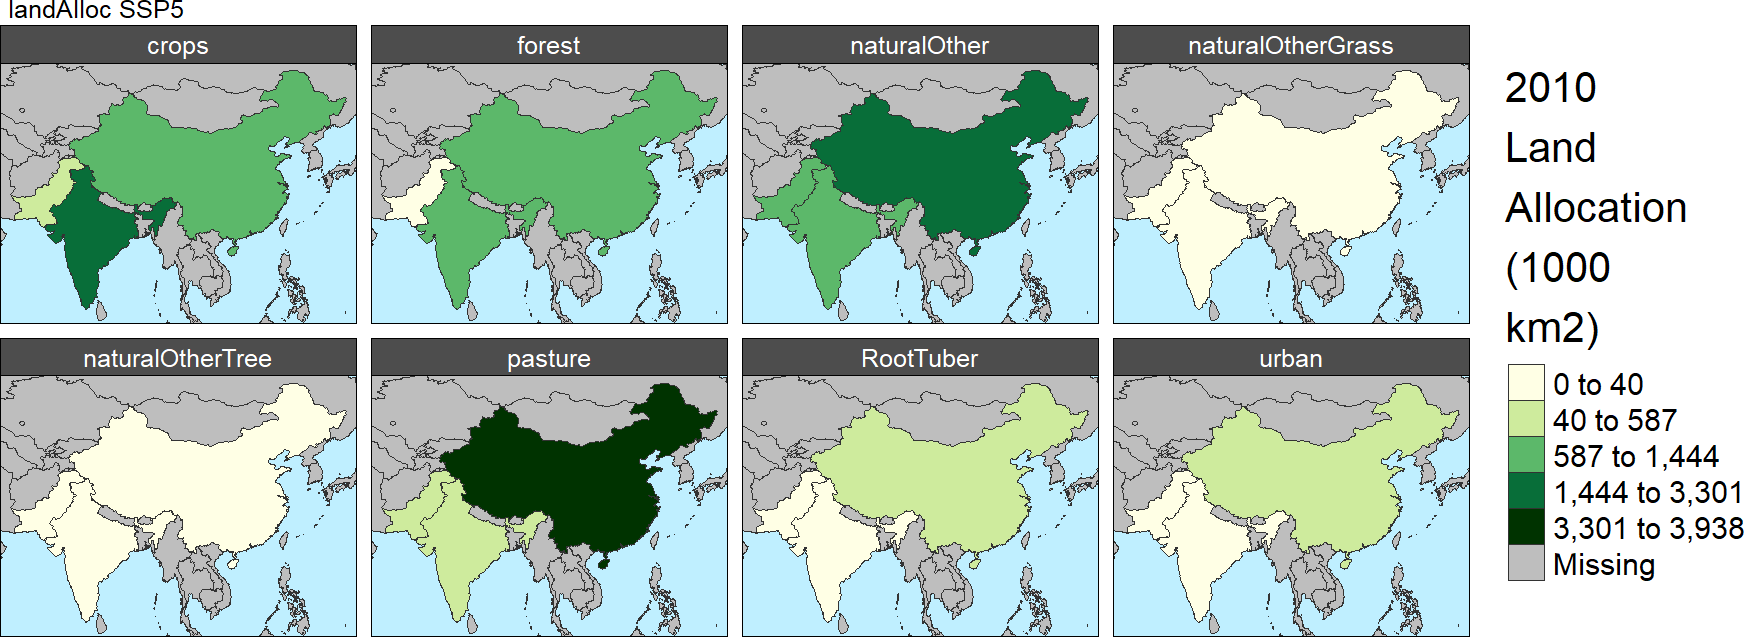 landAlloc SSP5
crops
forest
naturalOther
naturalOtherGrass
naturalOtherTree
pasture
RootTuber
urban
2010
Land
Allocation
(1000
km2)
0 to 40
40 to 587
587 to 1,444
1,444 to 3,301
3,301 to 3,938
Missing